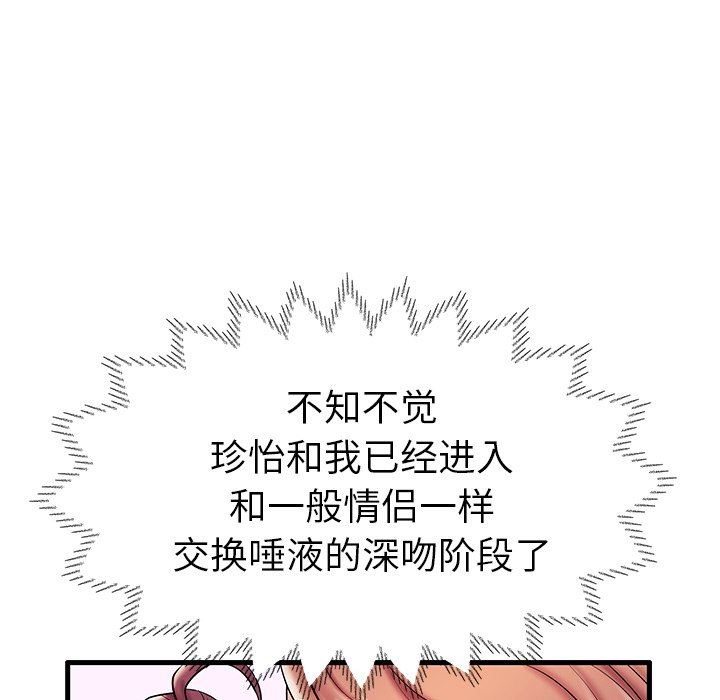 不知不觉
珍怡和我已经进入
和一般情侣一样
交换唾液的深吻阶段了